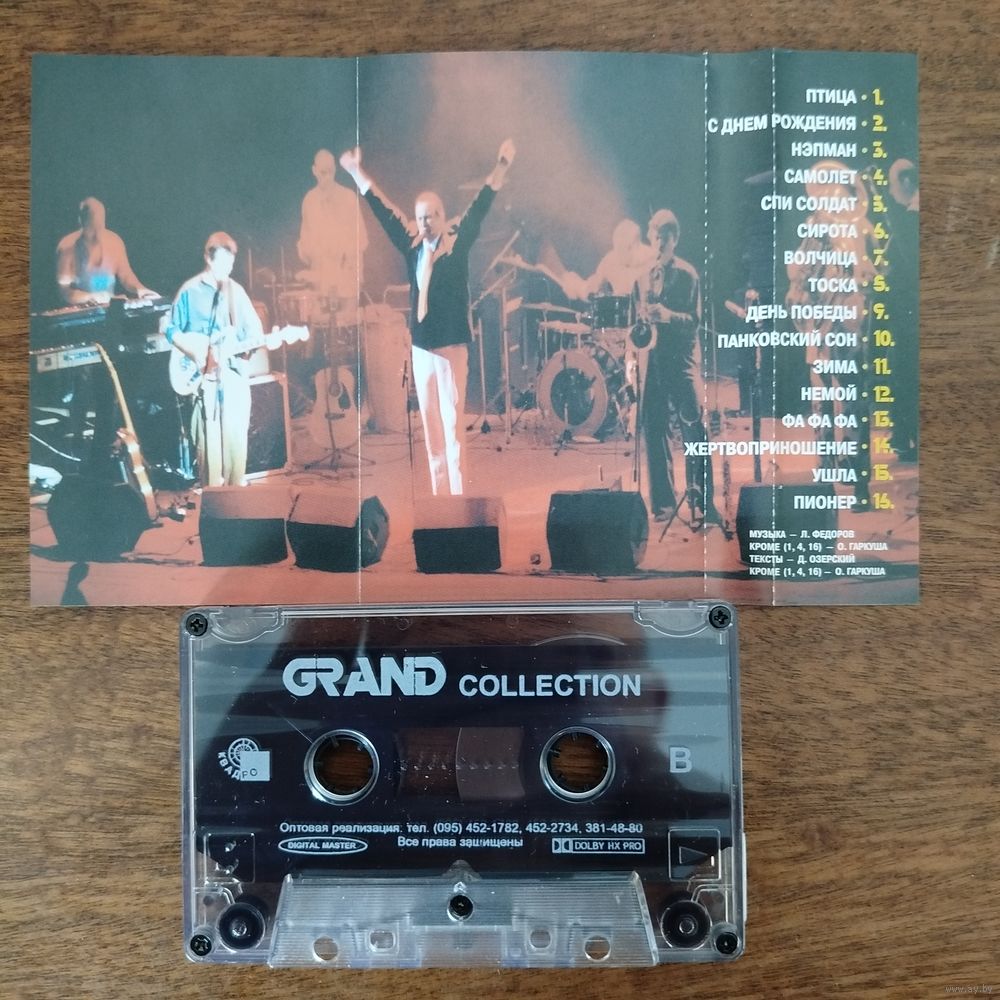 ПТИЦА • 1.
С ДНЕМ РОЖДЕНИЯ • 2.
НЭПМАН • 3.
САМОЛЕТ • 4.
СПИ СОЛДАТ • 5.
СИРОТА • 6.
ВОЛЧИЦА • 7.
ТОСКА • 8.
ДЕНЬ ПОБЕДЫ • 9.
ПАНКОВСКИЙ СОН • 10.
ЗИМА • 11.
НЕМОЙ • 12.
ФА ФА ФА • 13.
ЖЕРТВОПРИНОШЕНИЕ • 14.
УШЛА • 15.
ПИОНЕР • 16.
МУЗЫКА – Л. ФЕДОРОВ
КРОМЕ (1, 4, 16) – О. ГАРКУША
ТЕКСТЫ – Д. ОЗЕРСКИЙ
КРОМЕ (1, 4, 16) – О. ГАРКУША
GRAND COLLECTION
КВАДРО
B
Оптовая реализация: тел. (095) 452-1782, 452-2734, 381-48-80
DIGITAL MASTER Все права защищены DOLBY HX PRO
www.ay.by